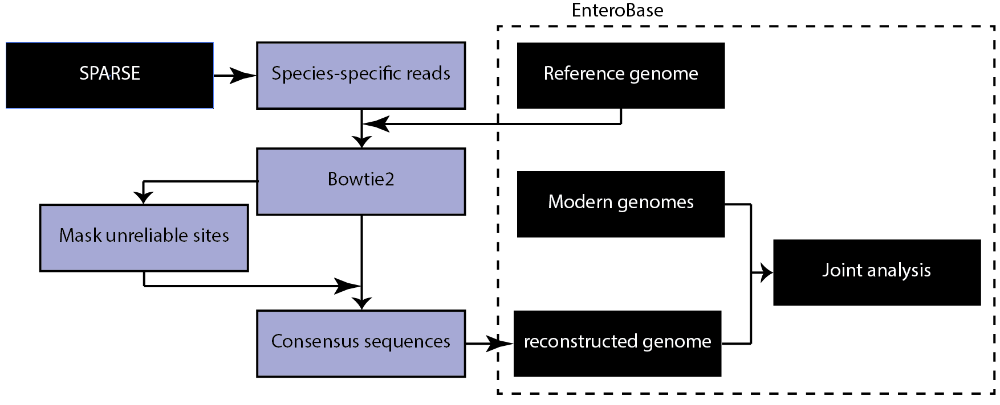 EnteroBase
SPARSE
Species-specific reads
Reference genome
Bowtie2
Modern genomes
Mask unreliable sites
Joint analysis
Consensus sequences
reconstructed genome